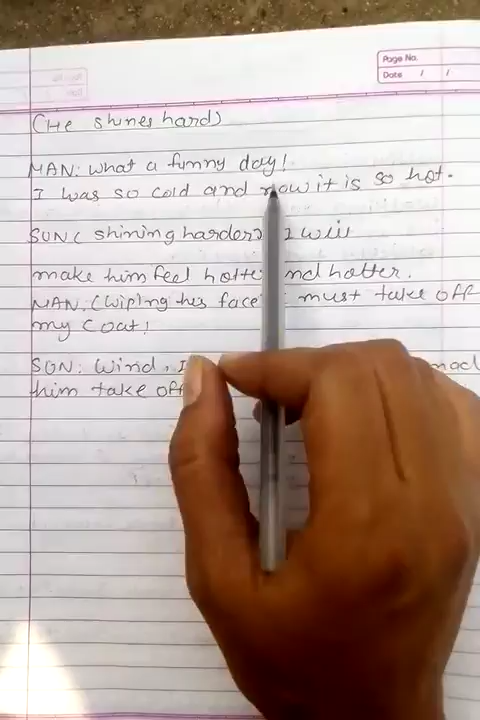 Page No.
Date / /
(He shines hard)
MAN: What a funny day!
I was so cold and now it is so hot.
SUN ( shining harder) I will
make him feel hotter and hotter.
MAN: (Wiping his face must take off
my coat!
SUN: Wind,
him take off